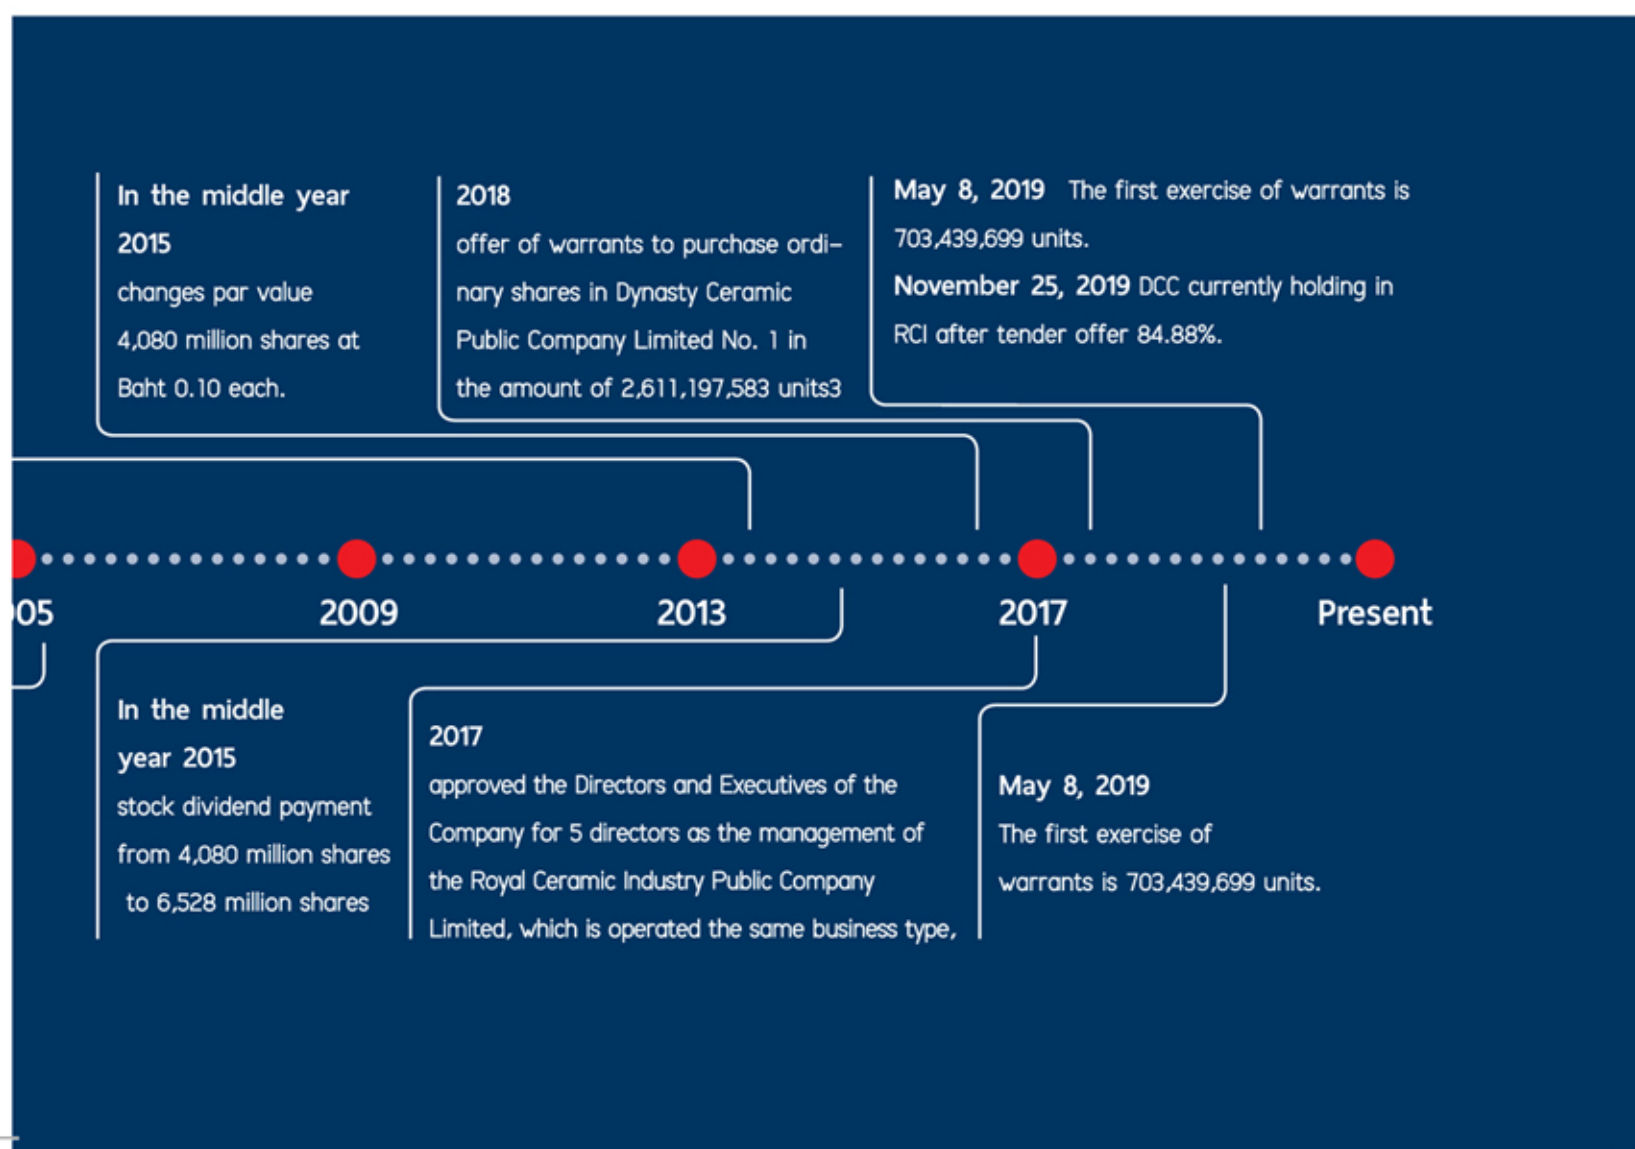 In the middle year
2015
changes par value
4,080 million shares at
Baht 0.10 each.
2018
offer of warrants to purchase ordi-
nary shares in Dynasty Ceramic
Public Company Limited No. 1 in
the amount of 2,611,197,583 units3
May 8, 2019 The first exercise of warrants is
703,439,699 units.
November 25, 2019 DCC currently holding in
RCI after tender offer 84.88%.
05
2009
2013
2017
Present
In the middle
year 2015
stock dividend payment
from 4,080 million shares
to 6,528 million shares
2017
approved the Directors and Executives of the
Company for 5 directors as the management of
the Royal Ceramic Industry Public Company
Limited, which is operated the same business type,
May 8, 2019
The first exercise of
warrants is 703,439,699 units.